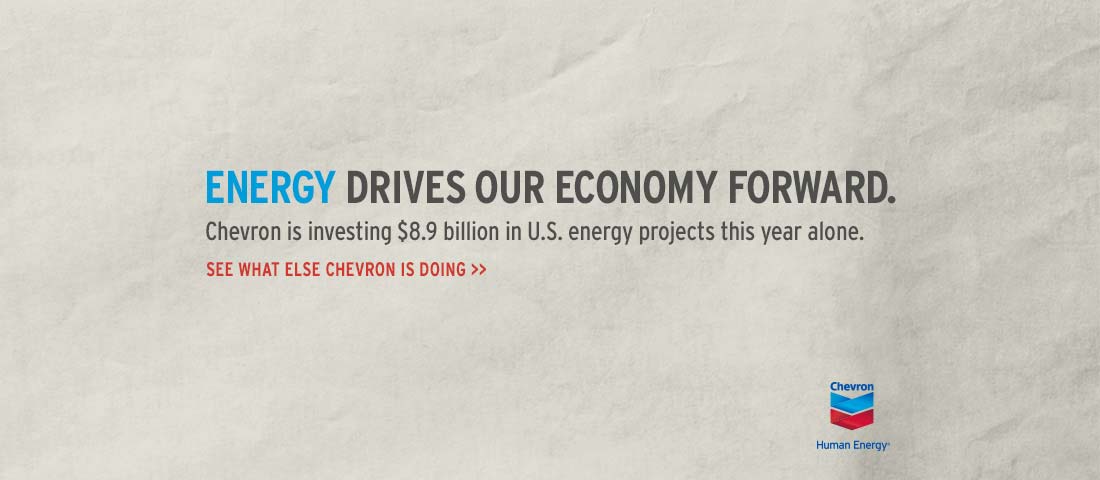 ENERGY DRIVES OUR ECONOMY FORWARD.
Chevron is investing $8.9 billion in U.S. energy projects this year alone.
SEE WHAT ELSE CHEVRON IS DOING >>
Chevron
Human Energy®